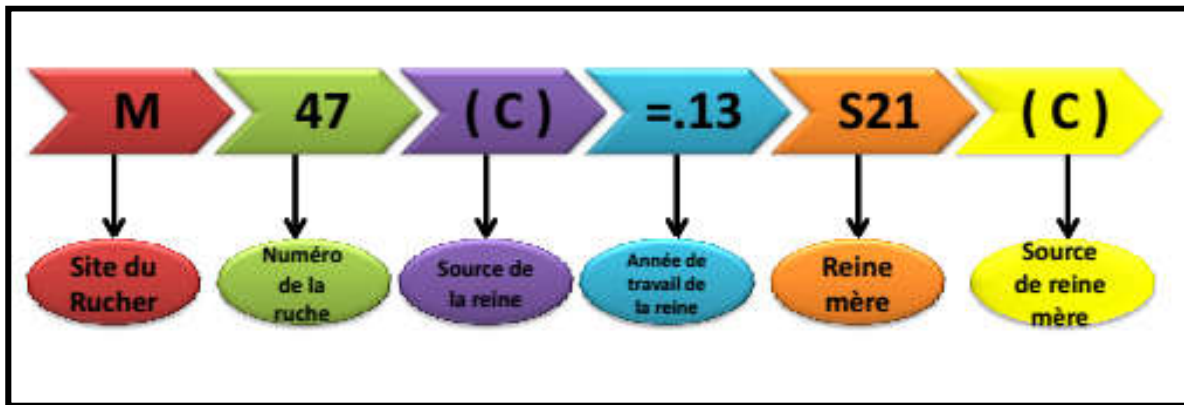 M 47 ( C ) =.13 S21 ( C )
Site du
Rucher
Numéro
de la
ruche
Source de
la reine
Année de
travail de
la reine
Reine
mère
Source
de reine
mère